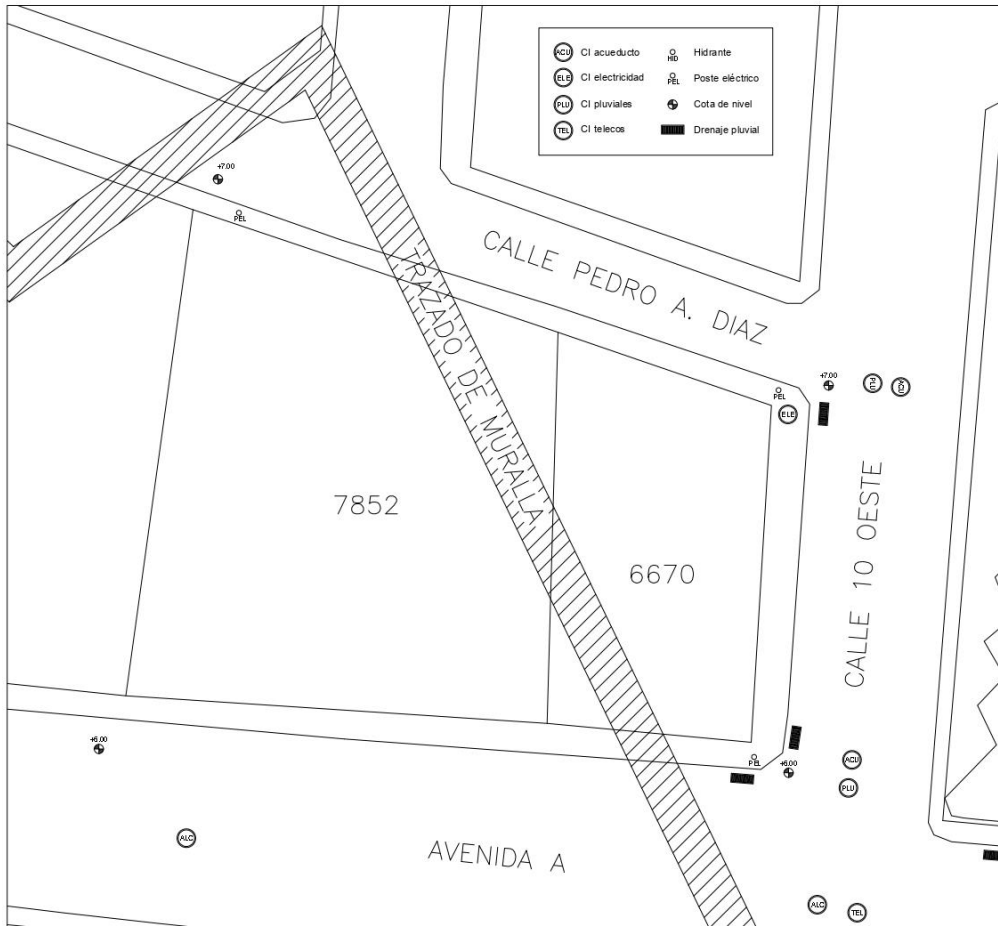 ACU CI acueducto
HID Hidrante
ELE CI electricidad
PEL Poste eléctrico
PLU CI pluviales
Cota de nivel
TEL CI telecos
Drenaje pluvial
+7.00
PEL
CALLE PEDRO A. DIAZ
TRAZADO DE MURALLA
+7.00
PLU
ACU
PEL
ELE
7852
6670
CALLE 10 OESTE
+6.00
PEL
+6.00
ACU
PLU
ALC
AVENIDA A
ALC
TEL